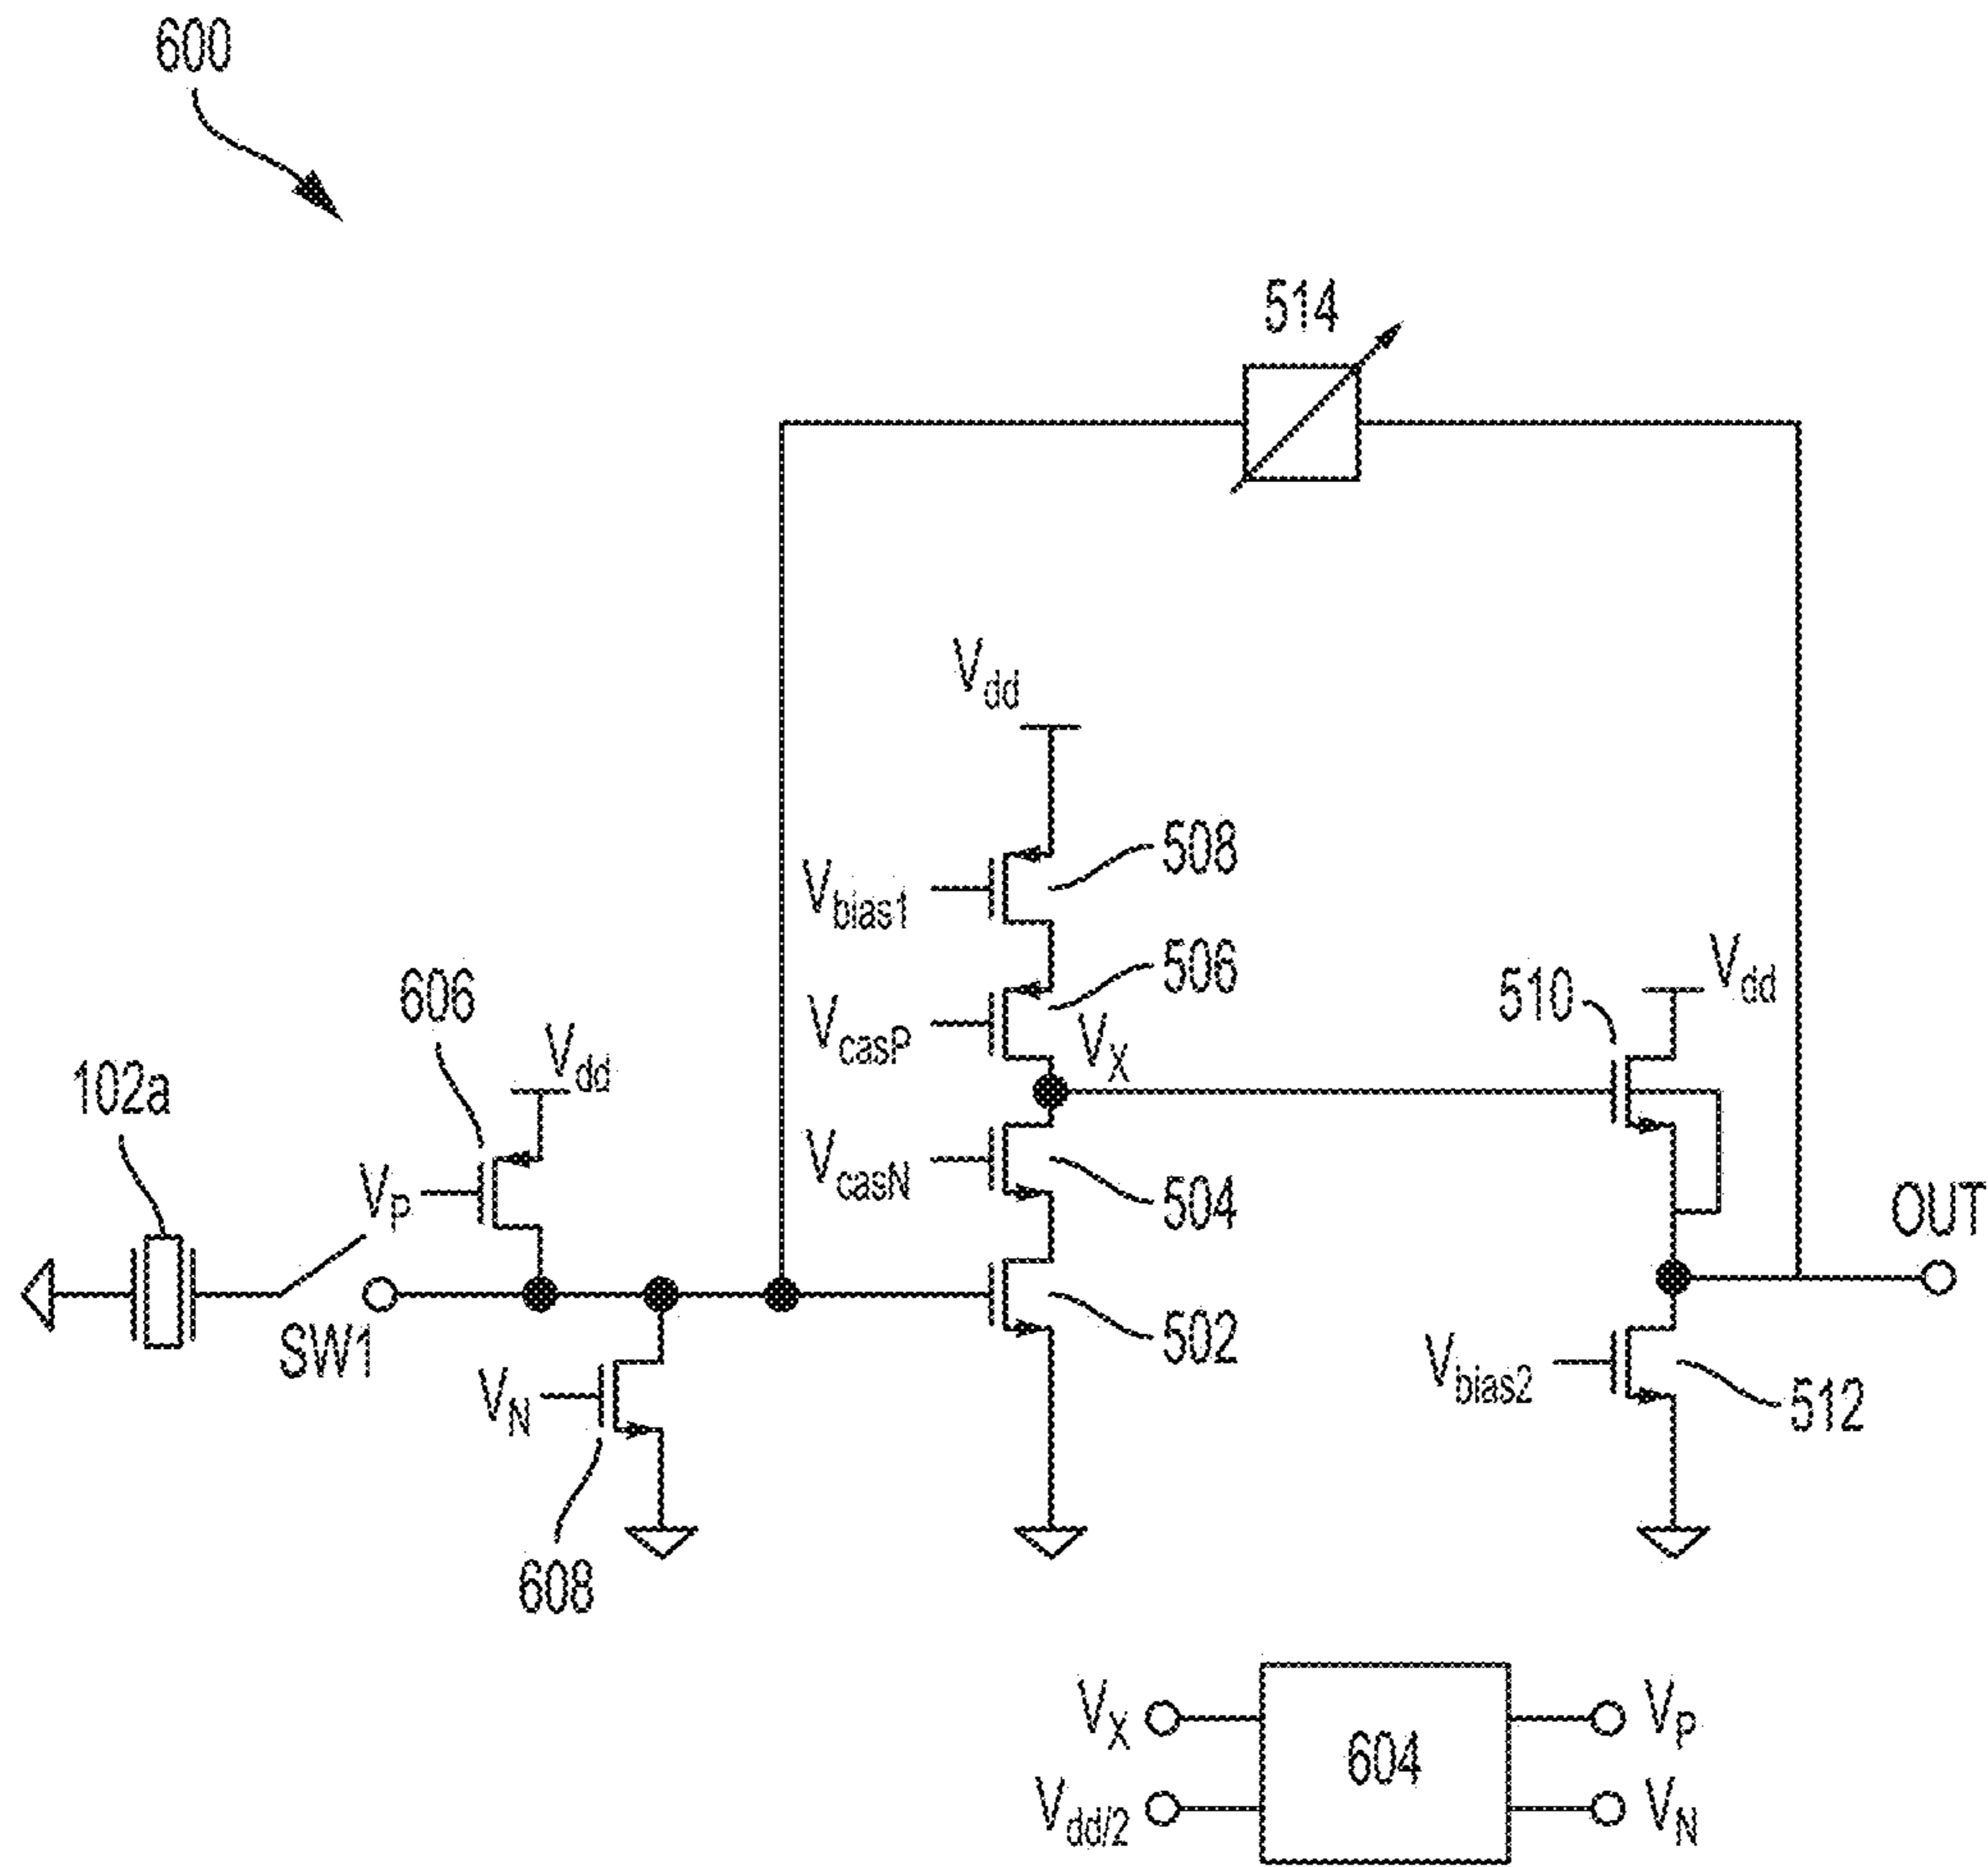 600
514
Vdd
508
Vbias1
506
VcasP
VX
606
Vdd
510
Vdd
102a
VP
VcasN
504
OUT
SW1
502
VN
Vbias2
512
608
VX
604
VP
Vdd/2
VN